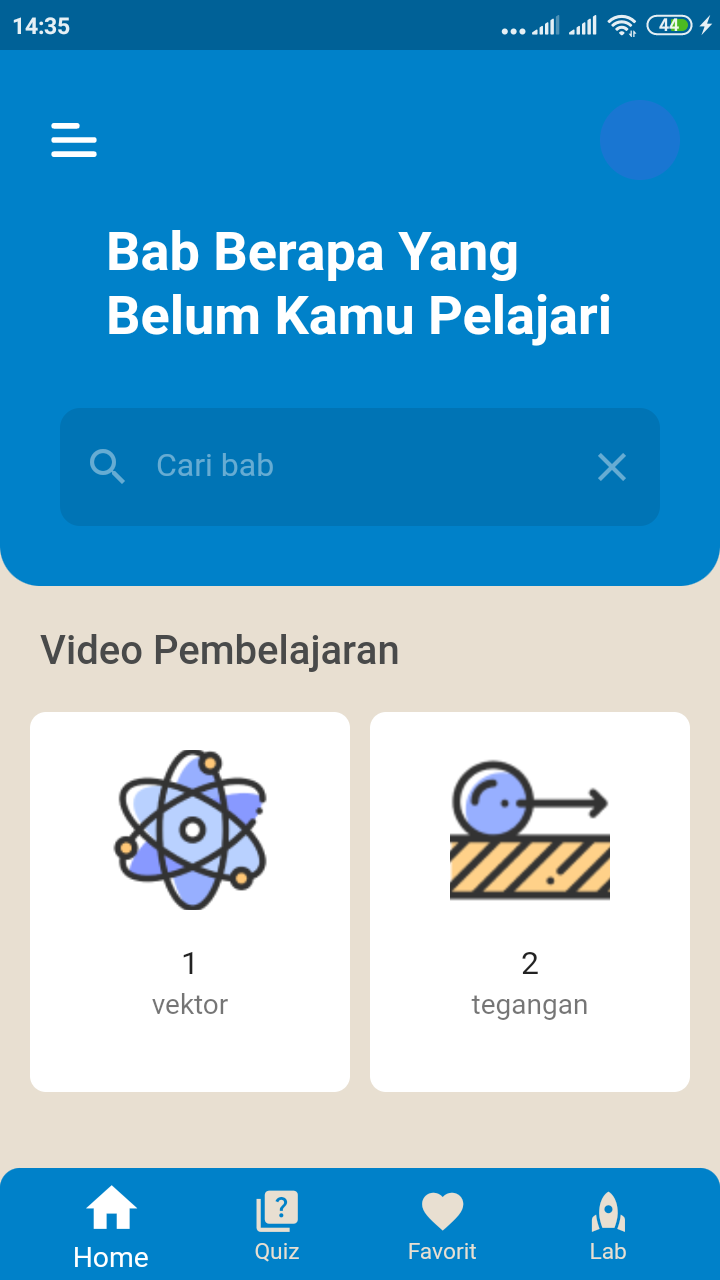 14:35
44
Bab Berapa Yang
Belum Kamu Pelajari
Cari bab
Video Pembelajaran
1
vektor
2
tegangan
Home
Quiz
Favorit
Lab